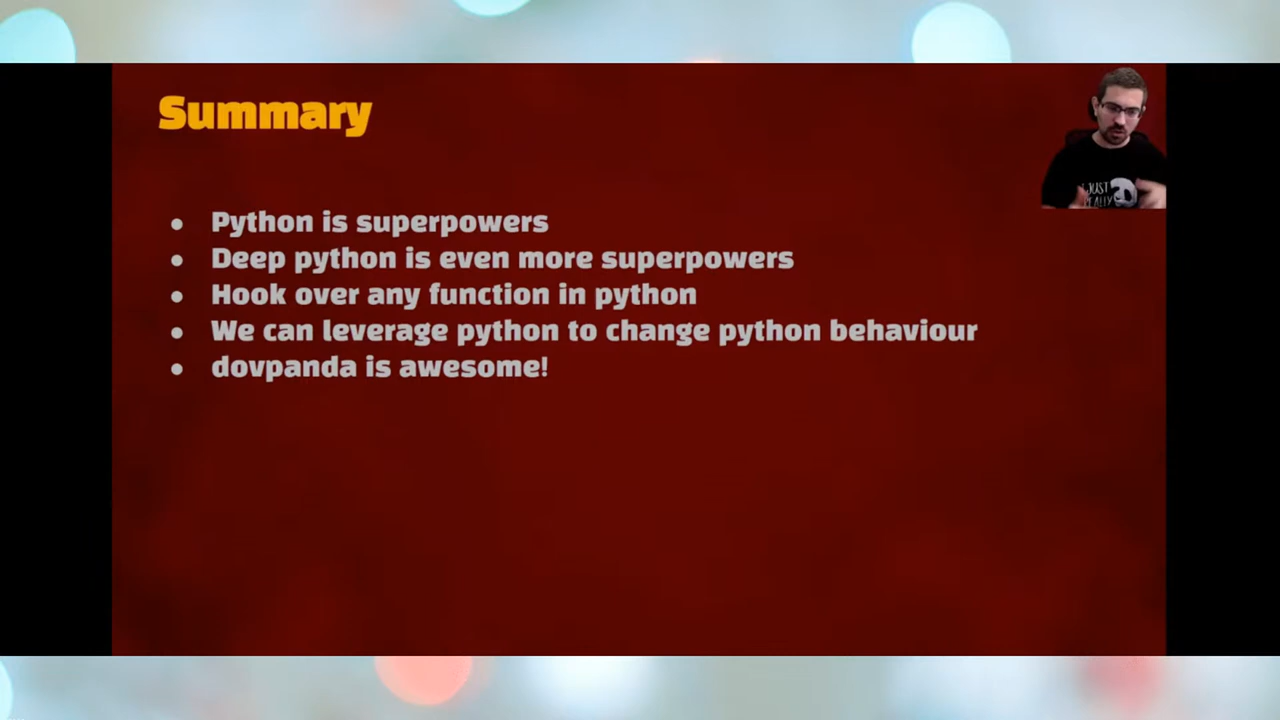 Summary
Python is superpowers
Deep python is even more superpowers
Hook over any function in python
We can leverage python to change python behaviour
dovpanda is awesome!
JUST